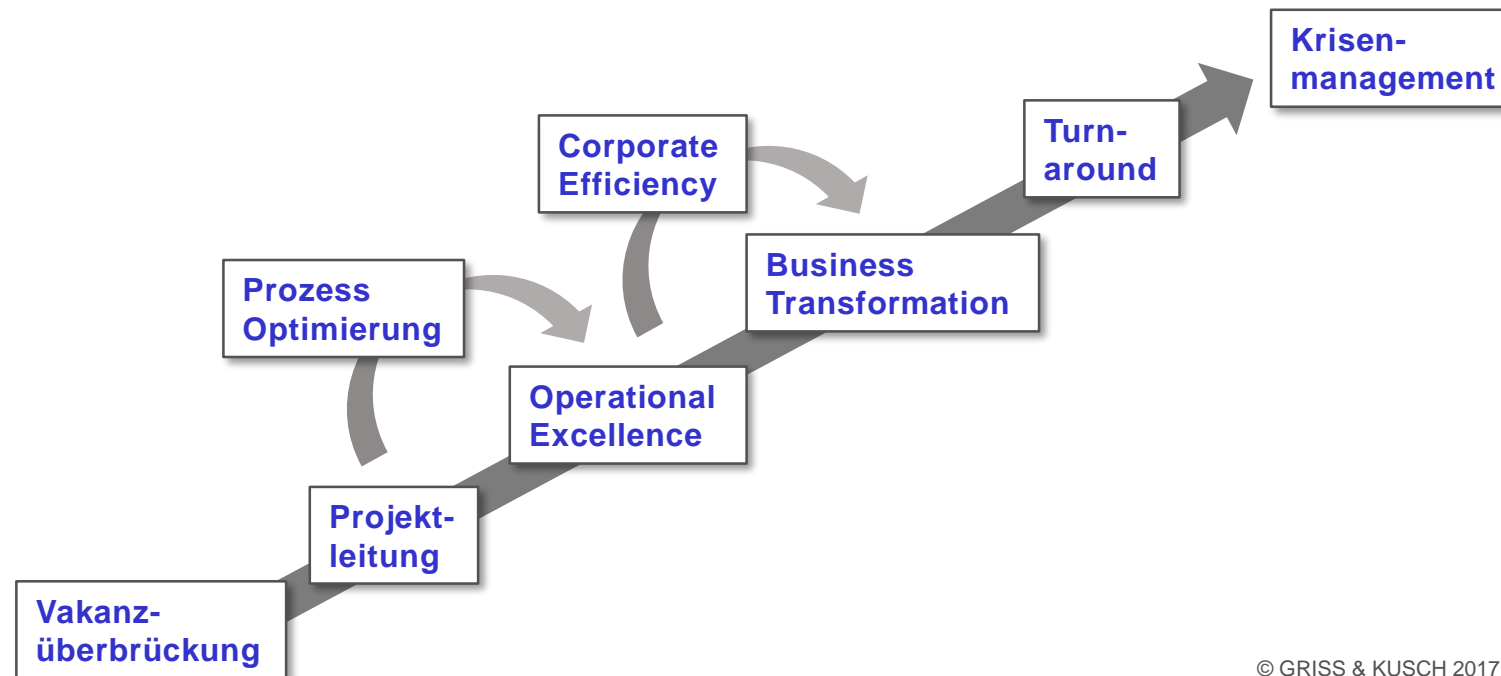 Krisen-
management
Turn-
around
Corporate
Efficiency
Business
Transformation
Prozess
Optimierung
Operational
Excellence
Projekt-
leitung
Vakanz-
überbrückung
© GRISS & KUSCH 2017